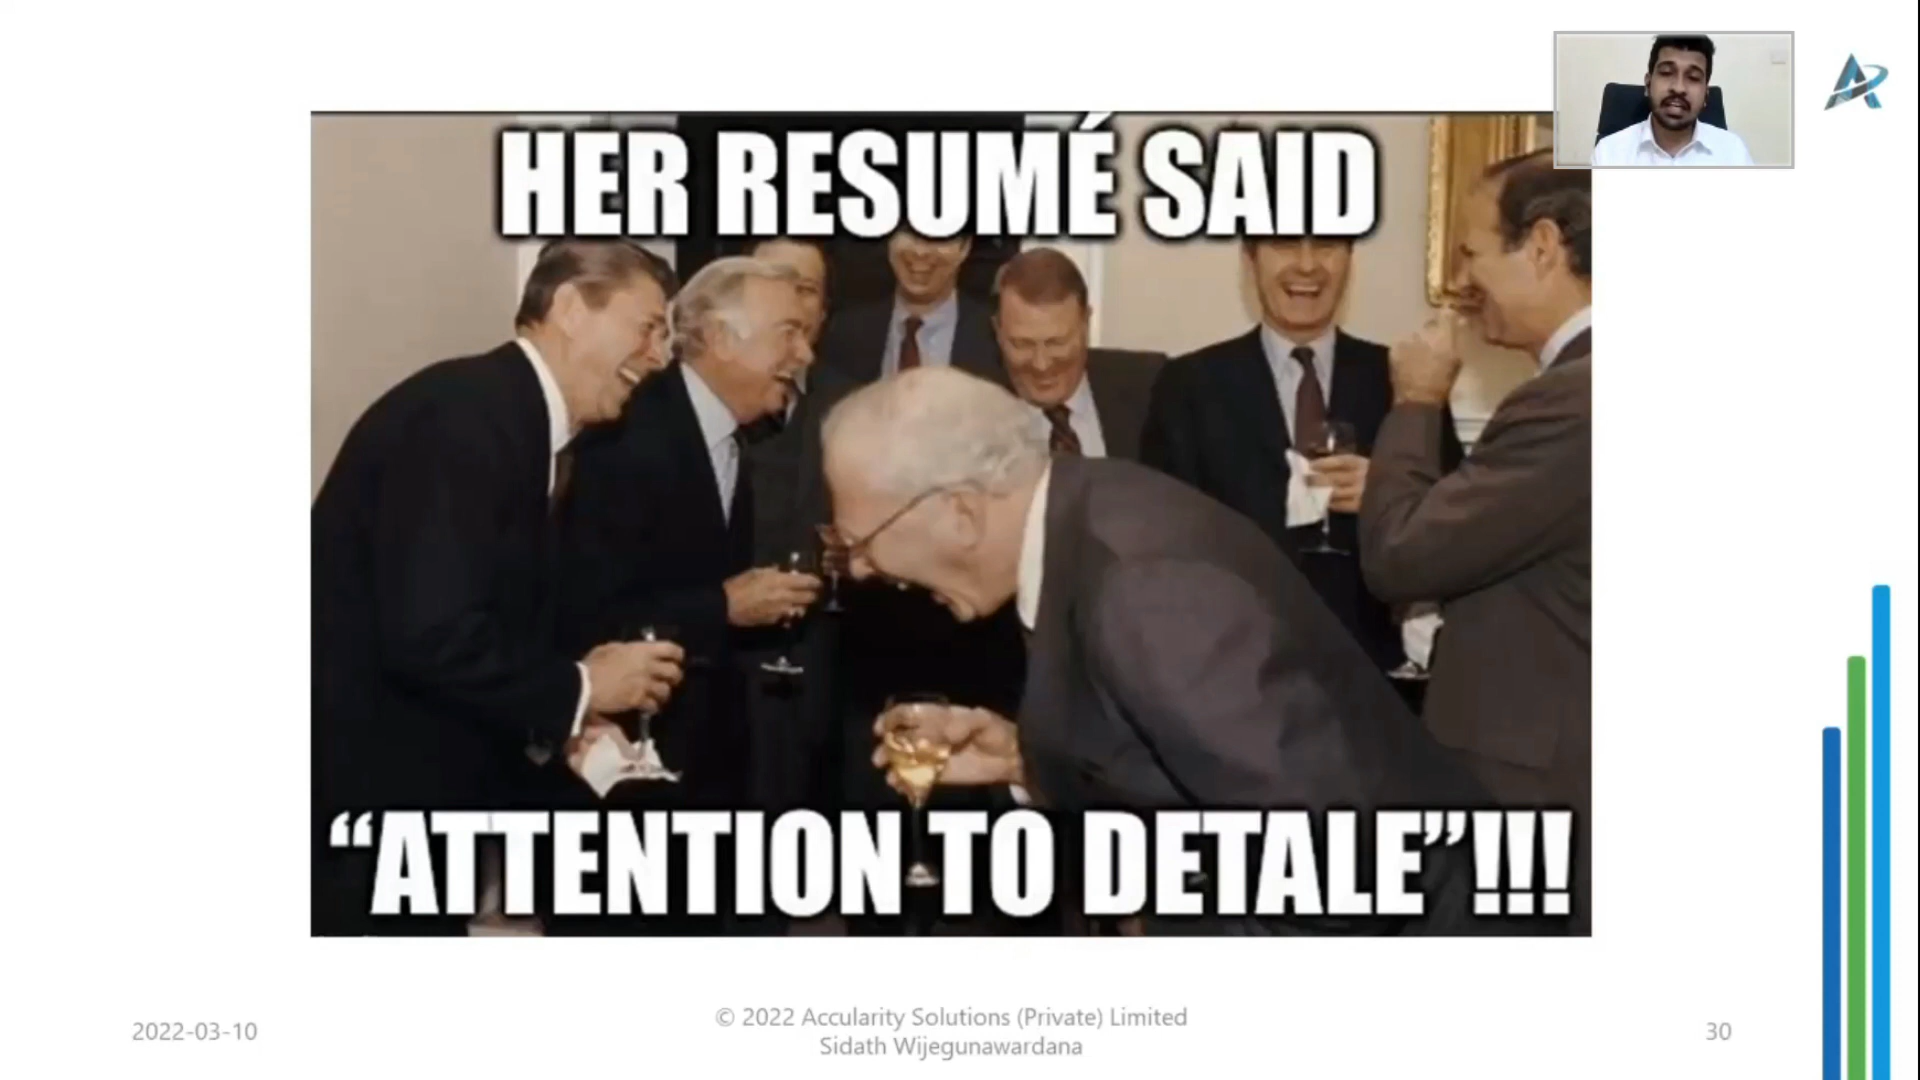 HER RESUMÉ SAID
“ATTENTION TO DETALE”!!!
2022-03-10
© 2022 Accularity Solutions (Private) Limited
Sidath Wijegunawardana
30